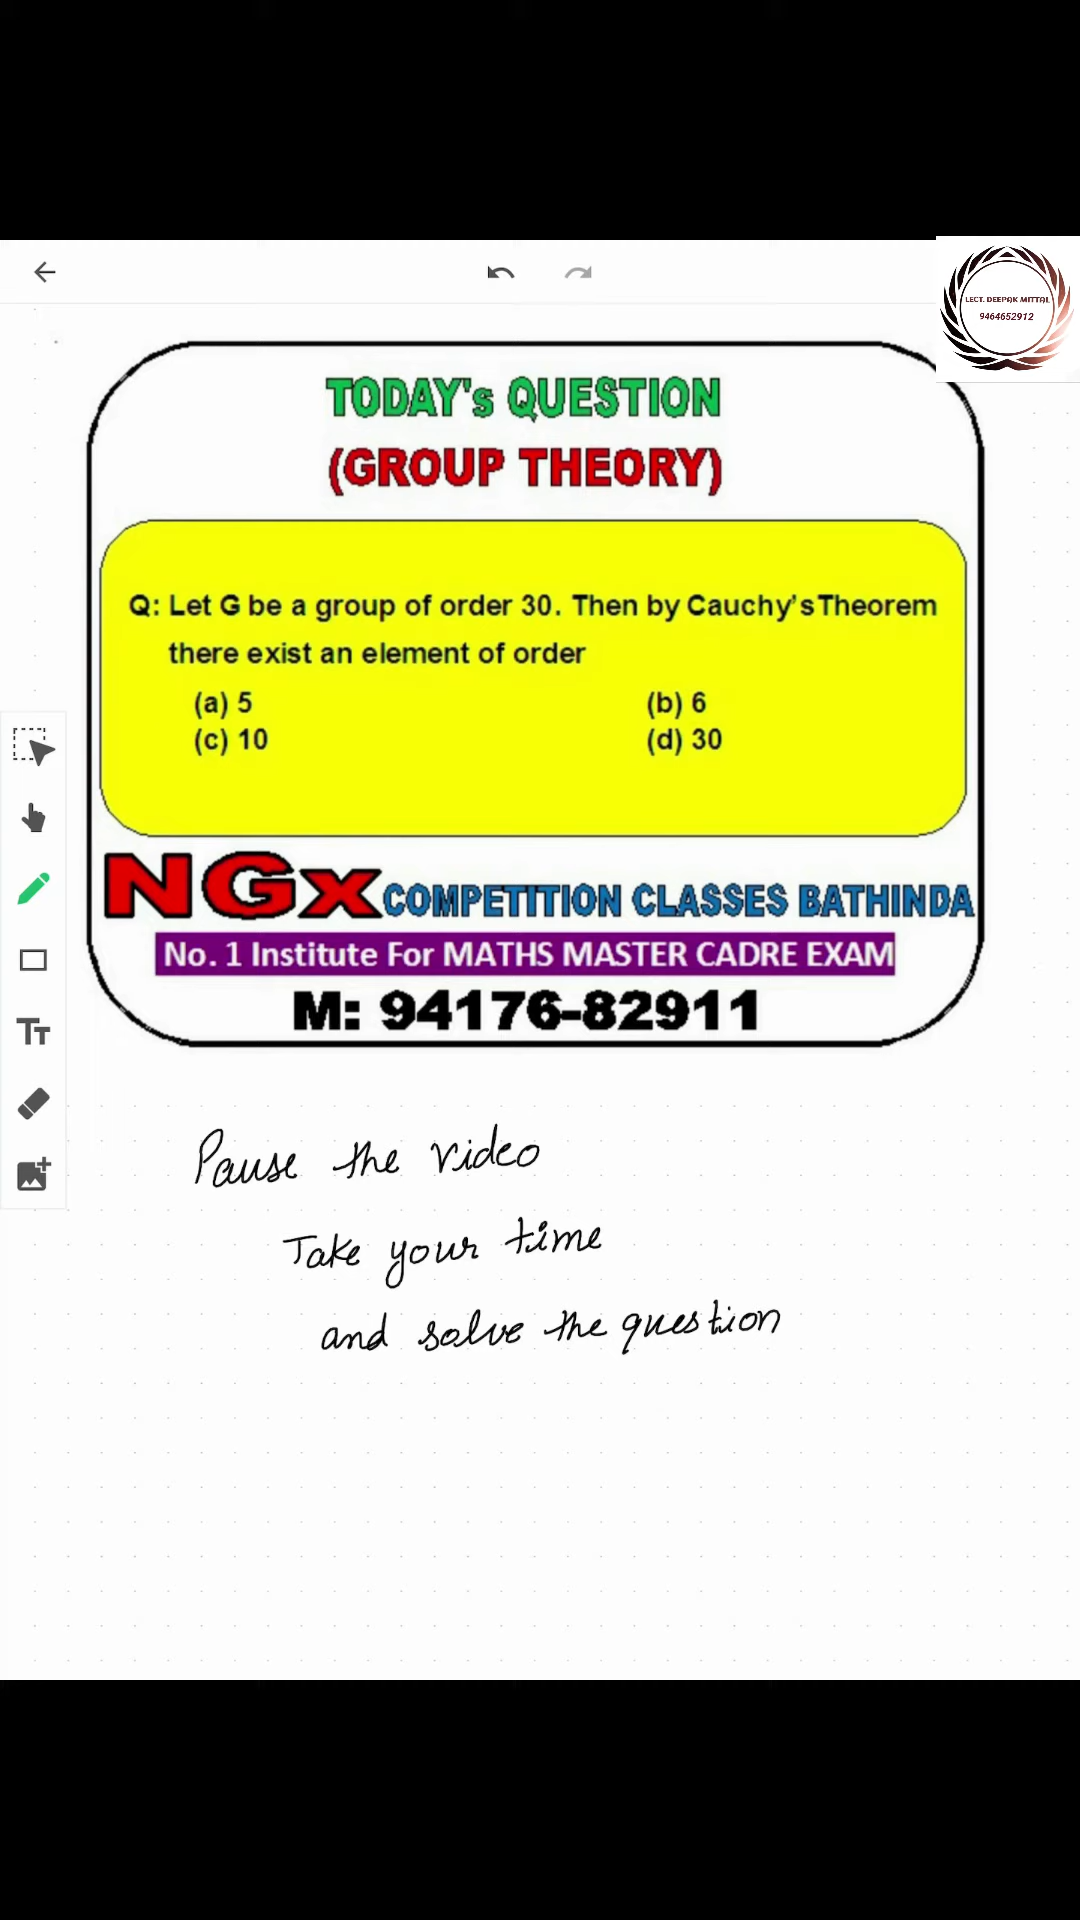 LECT. DEEPAK MITTAL
9464652912
TODAY's QUESTION
(GROUP THEORY)
Q: Let G be a group of order 30. Then by Cauchy's Theorem
there exist an element of order
(a) 5 (b) 6
(c) 10 (d) 30
NGx COMPETITION CLASSES BATHINDA
No. 1 Institute For MATHS MASTER CADRE EXAM
M: 94176-82911
Tт
Pause the video
Take your time
and solve the question